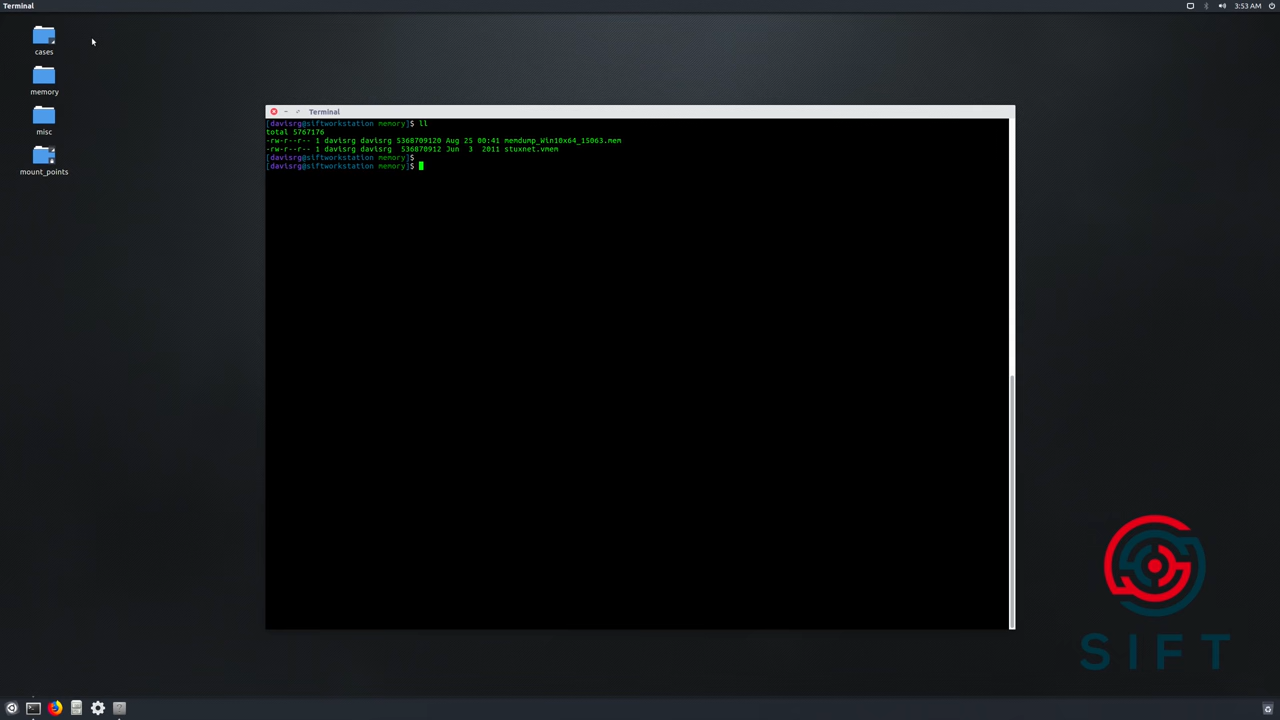 Terminal
3:53 AM
cases
memory
misc
mount_points
Terminal
[davisrg@siftworkstation memory]$ ll
total 5767176
-rw-r--r-- 1 davisrg davisrg 5368709120 Aug 25 00:41 memdump_Win10x64_15063.mem
-rw-r--r-- 1 davisrg davisrg  536870912 Jun  3  2011 stuxnet.vmem
[davisrg@siftworkstation memory]$
[davisrg@siftworkstation memory]$
SIFT